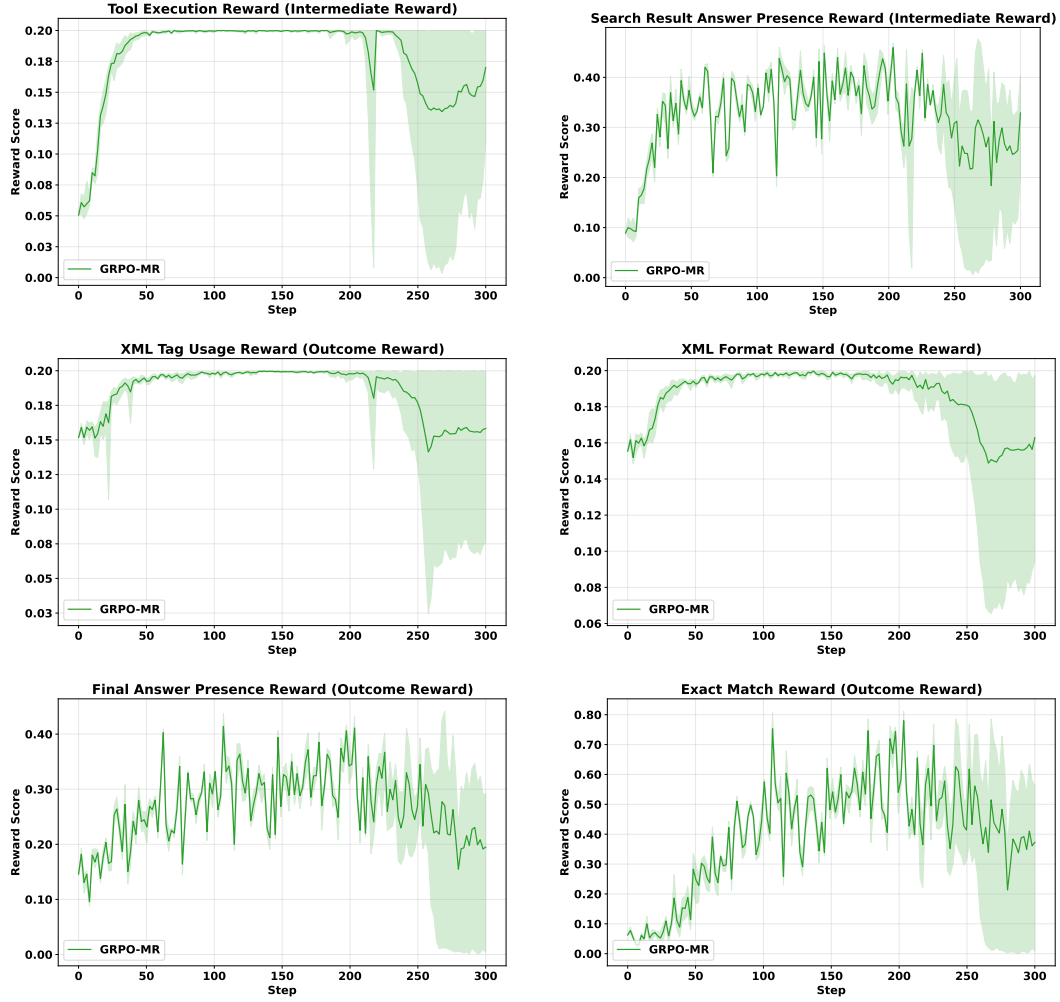 Tool Execution Reward (Intermediate Reward)
Reward Score
0.20
0.18
0.15
0.13
0.10
0.08
0.05
0.03
0.00
GRPO-MR
0 50 100 150 200 250 300
Step
Search Result Answer Presence Reward (Intermediate Reward)
Reward Score
0.40
0.30
0.20
0.10
0.00
GRPO-MR
0 50 100 150 200 250 300
Step
XML Tag Usage Reward (Outcome Reward)
Reward Score
0.20
0.18
0.15
0.12
0.10
0.08
0.05
0.03
GRPO-MR
0 50 100 150 200 250 300
Step
XML Format Reward (Outcome Reward)
Reward Score
0.20
0.18
0.16
0.14
0.12
0.10
0.08
0.06
GRPO-MR
0 50 100 150 200 250 300
Step
Final Answer Presence Reward (Outcome Reward)
Reward Score
0.40
0.30
0.20
0.10
0.00
GRPO-MR
0 50 100 150 200 250 300
Step
Exact Match Reward (Outcome Reward)
Reward Score
0.80
0.70
0.60
0.50
0.40
0.30
0.20
0.10
0.00
GRPO-MR
0 50 100 150 200 250 300
Step